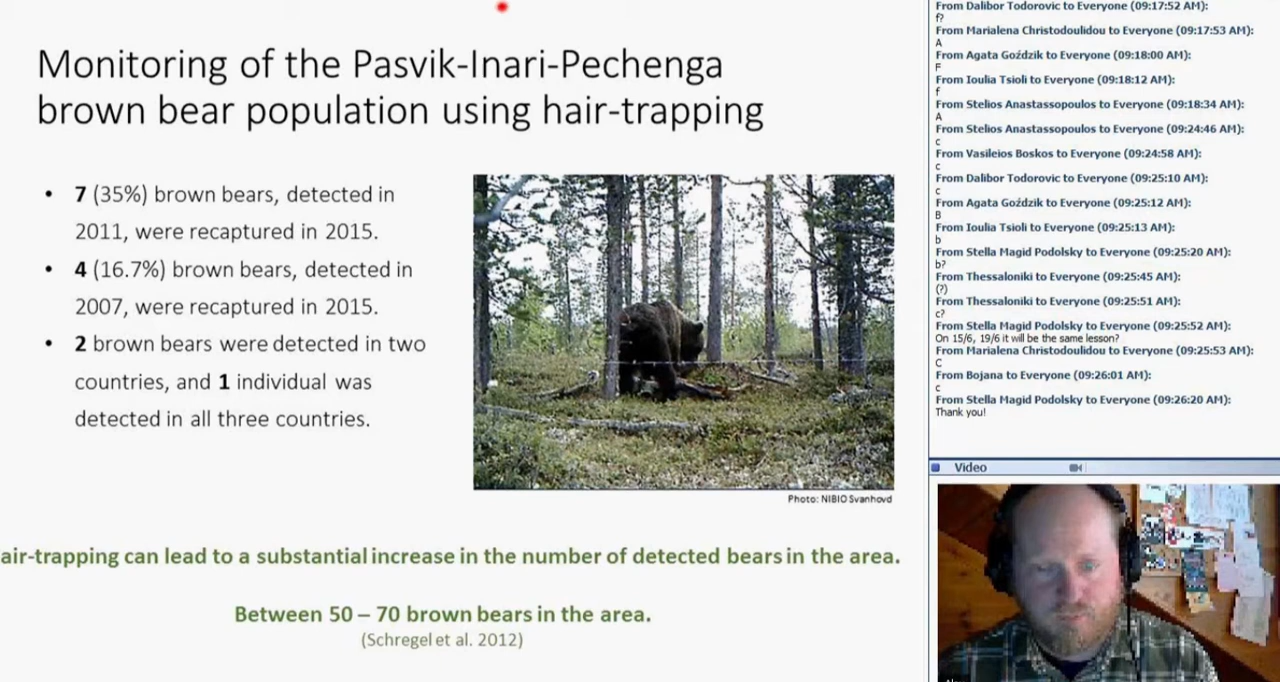 Monitoring of the Pasvik-Inari-Pechenga
brown bear population using hair-trapping
• 7 (35%) brown bears, detected in
2011, were recaptured in 2015.
• 4 (16.7%) brown bears, detected in
2007, were recaptured in 2015.
• 2 brown bears were detected in two
countries, and 1 individual was
detected in all three countries.
Photo: NIBIO Svanhovd
air-trapping can lead to a substantial increase in the number of detected bears in the area.
Between 50 – 70 brown bears in the area.
(Schregel et al. 2012)
From Dalibor Todorovic to Everyone (09:17:52 AM):
f?
From Marialena Christodoulidou to Everyone (09:17:53 AM):
A
From Agata Goździk to Everyone (09:18:00 AM):
F
From Ioulia Tsioli to Everyone (09:18:12 AM):
f
From Stelios Anastassopoulos to Everyone (09:18:34 AM):
A
From Stelios Anastassopoulos to Everyone (09:24:46 AM):
c
From Vasileios Boskos to Everyone (09:24:58 AM):
c
From Dalibor Todorovic to Everyone (09:25:10 AM):
c
From Agata Goździk to Everyone (09:25:12 AM):
B
From Ioulia Tsioli to Everyone (09:25:13 AM):
b
From Stella Magid Podolsky to Everyone (09:25:20 AM):
b?
From Thessaloniki to Everyone (09:25:45 AM):
(?)
From Thessaloniki to Everyone (09:25:51 AM):
c?
From Stella Magid Podolsky to Everyone (09:25:52 AM):
On 15/6, 19/6 it will be the same lesson?
From Marialena Christodoulidou to Everyone (09:25:53 AM):
C
From Bojana to Everyone (09:26:01 AM):
c
From Stella Magid Podolsky to Everyone (09:26:20 AM):
Thank you!
Video